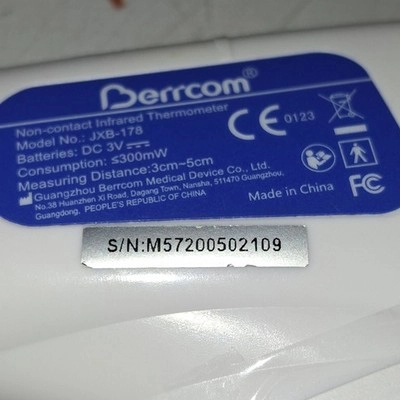 Berrcom®
Non-contact Infrared Thermometer
Model No.: JXB-178
Batteries: DC 3V
Consumption: ≤300mW
Measuring Distance:3cm~5cm
Guangzhou Berrcom Medical Device Co., Ltd.
No.38 Huanzhen Xi Road, Dagang Town, Nansha, 511470 Guangzhou,
Guangdong, PEOPLE'S REPUBLIC OF CHINA
CE 0123
Made in China
FC
S/N:M57200502109